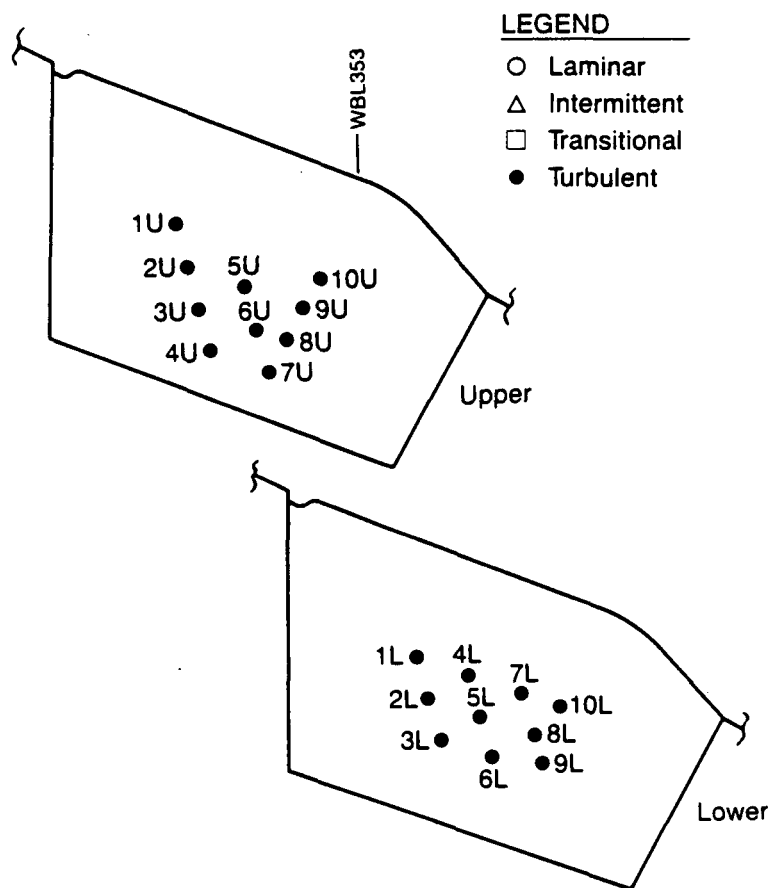 LEGEND
Laminar
Intermittent
Transitional
Turbulent
WBL353
1U
2U
5U
10U
3U
6U
9U
4U
8U
7U
Upper
1L
4L
7L
2L
5L
10L
3L
8L
6L
9L
Lower